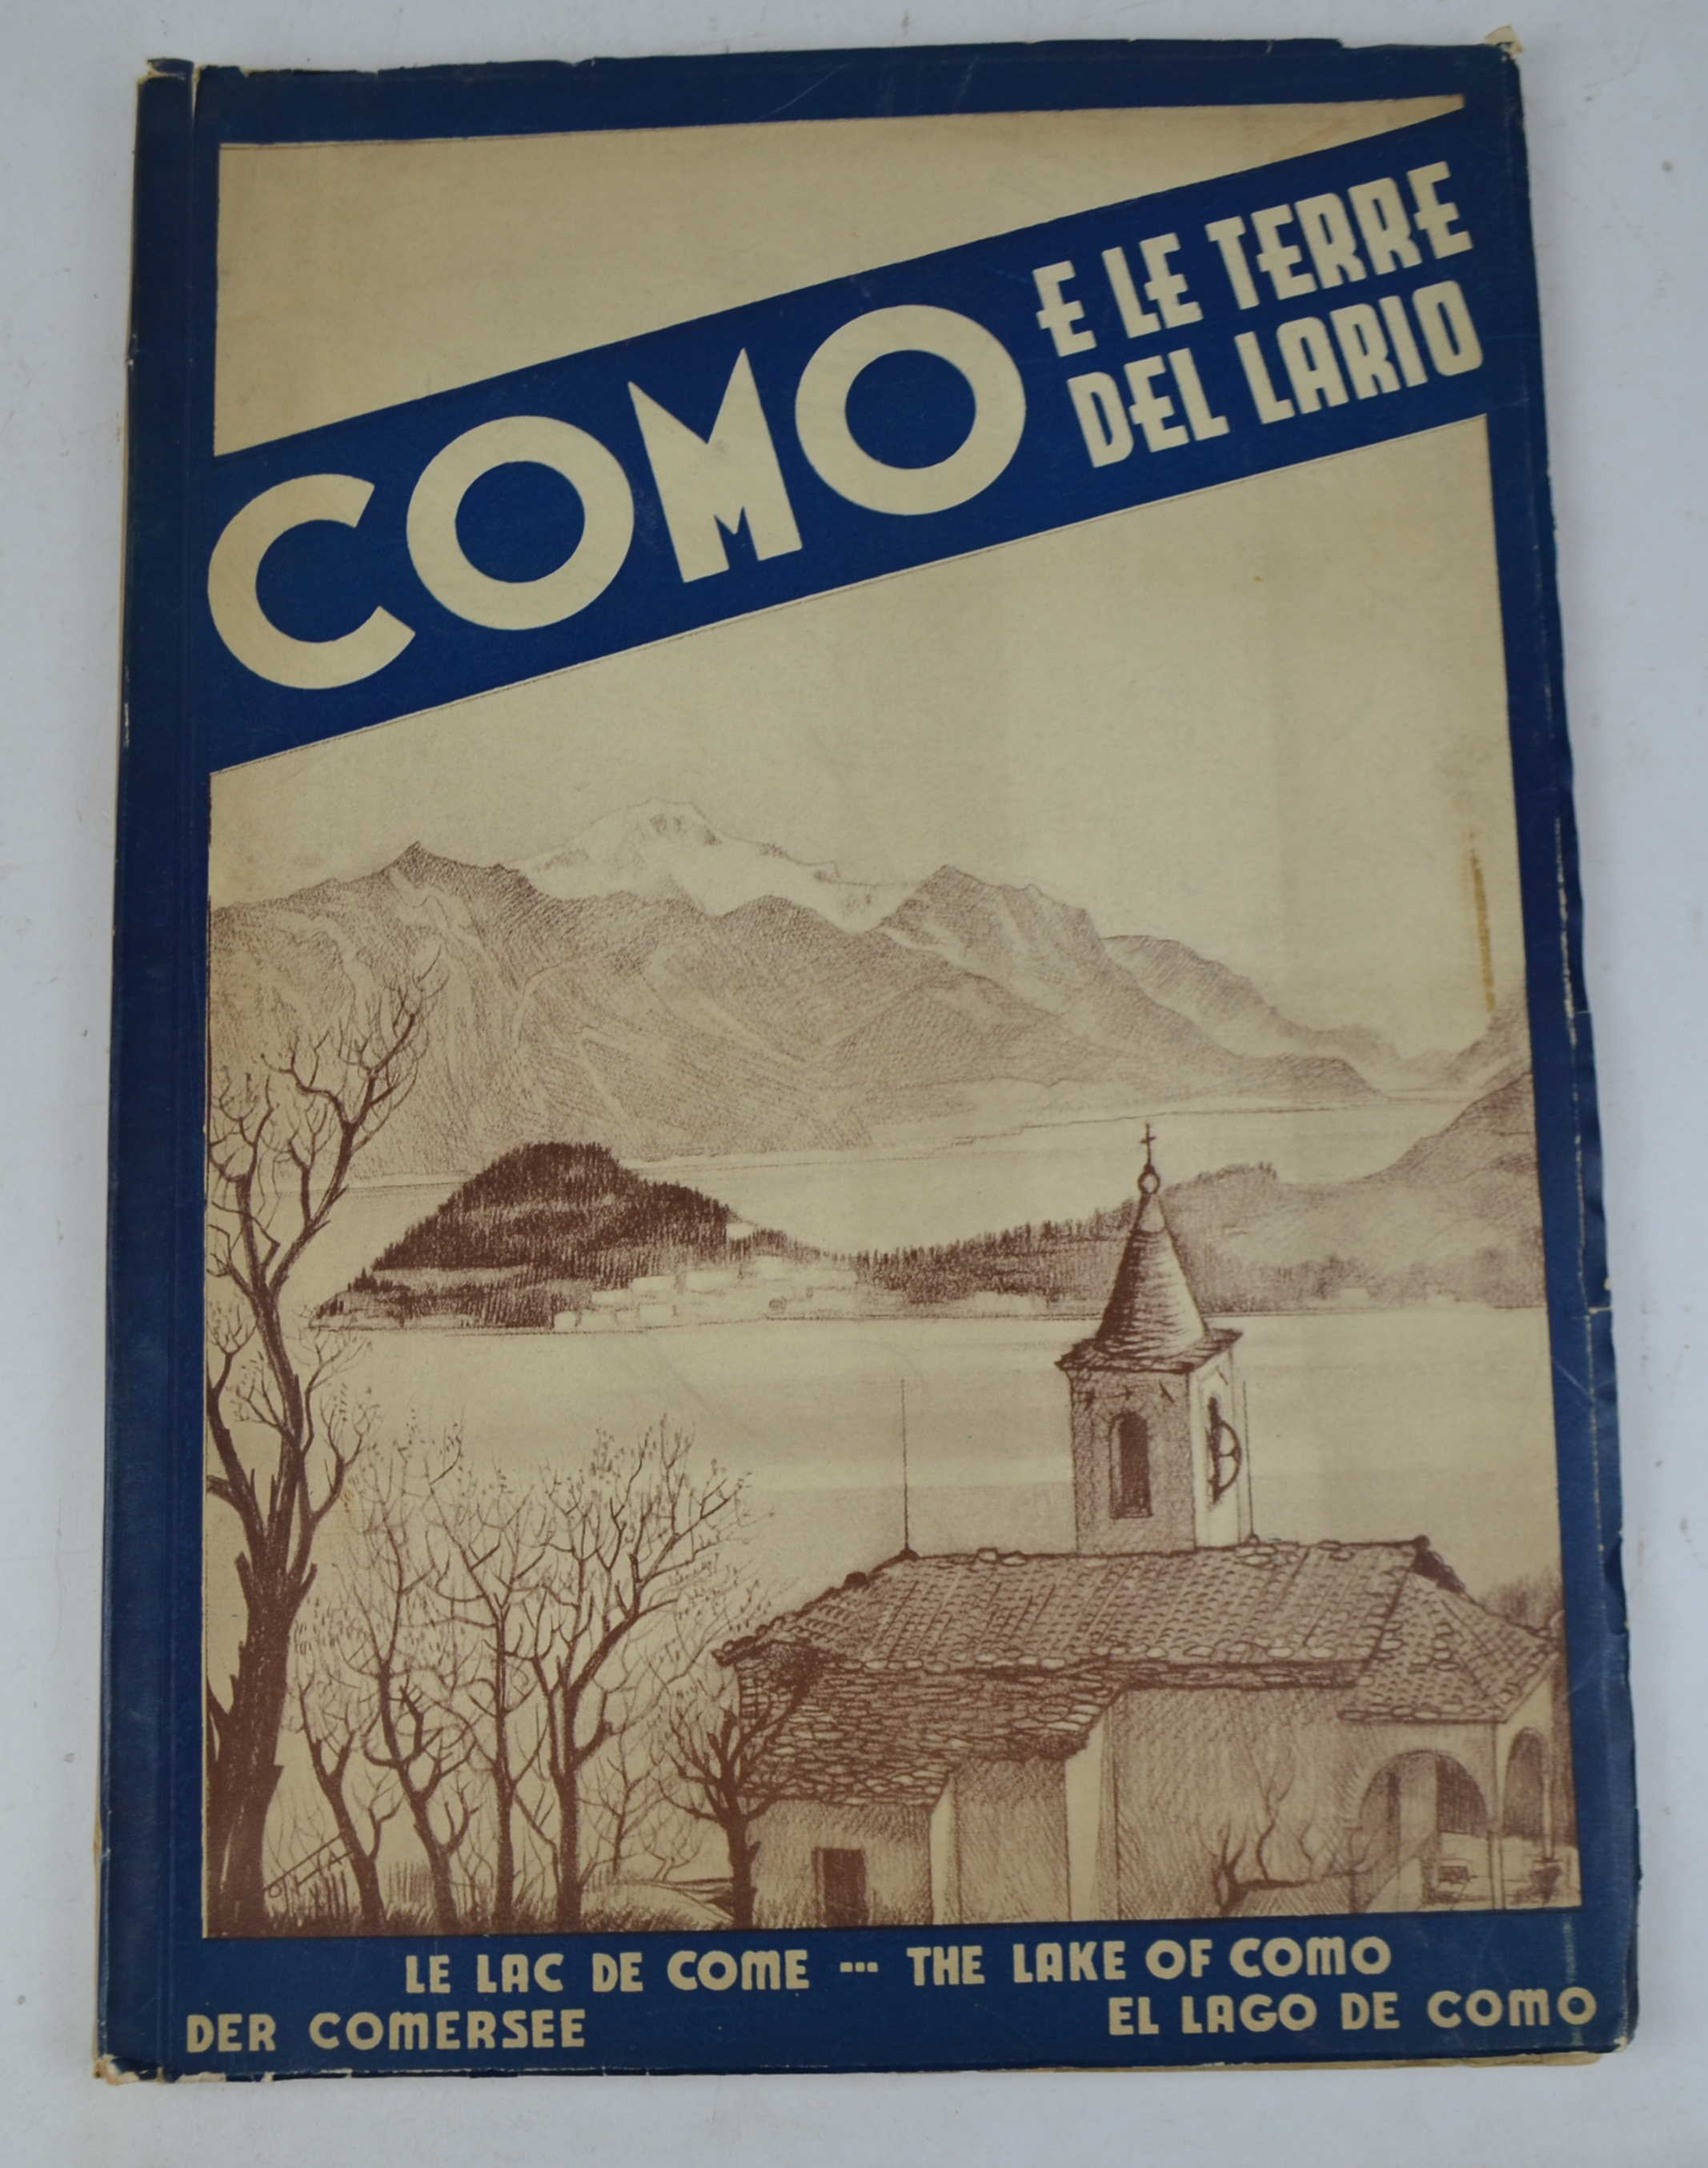 COMO
E LE TERRE
DEL LARIO
LE LAC DE COME --- THE LAKE OF COMO
DER COMERSEE
EL LAGO DE COMO